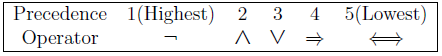 Precedence 1(Highest) 2 3 4 5(Lowest)
Operator ¬ ∧ ∨ ⇒ ⟺